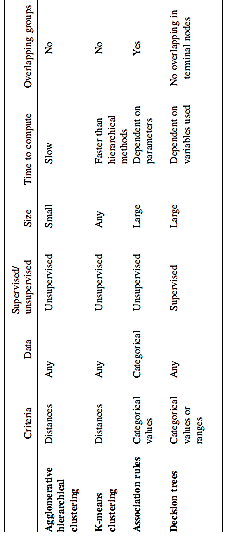 Criteria Data Supervised/ unsupervised Size Time to compute Overlapping groups
Agglomerative hierarchical clustering Distances Any Unsupervised Small Slow No
K-means clustering Distances Any Unsupervised Any Faster than hierarchical methods No
Association rules Categorical values Categorical Unsupervised Large Dependent on parameters Yes
Decision trees Categorical values or ranges Any Supervised Large Dependent on variables used No overlapping in terminal nodes